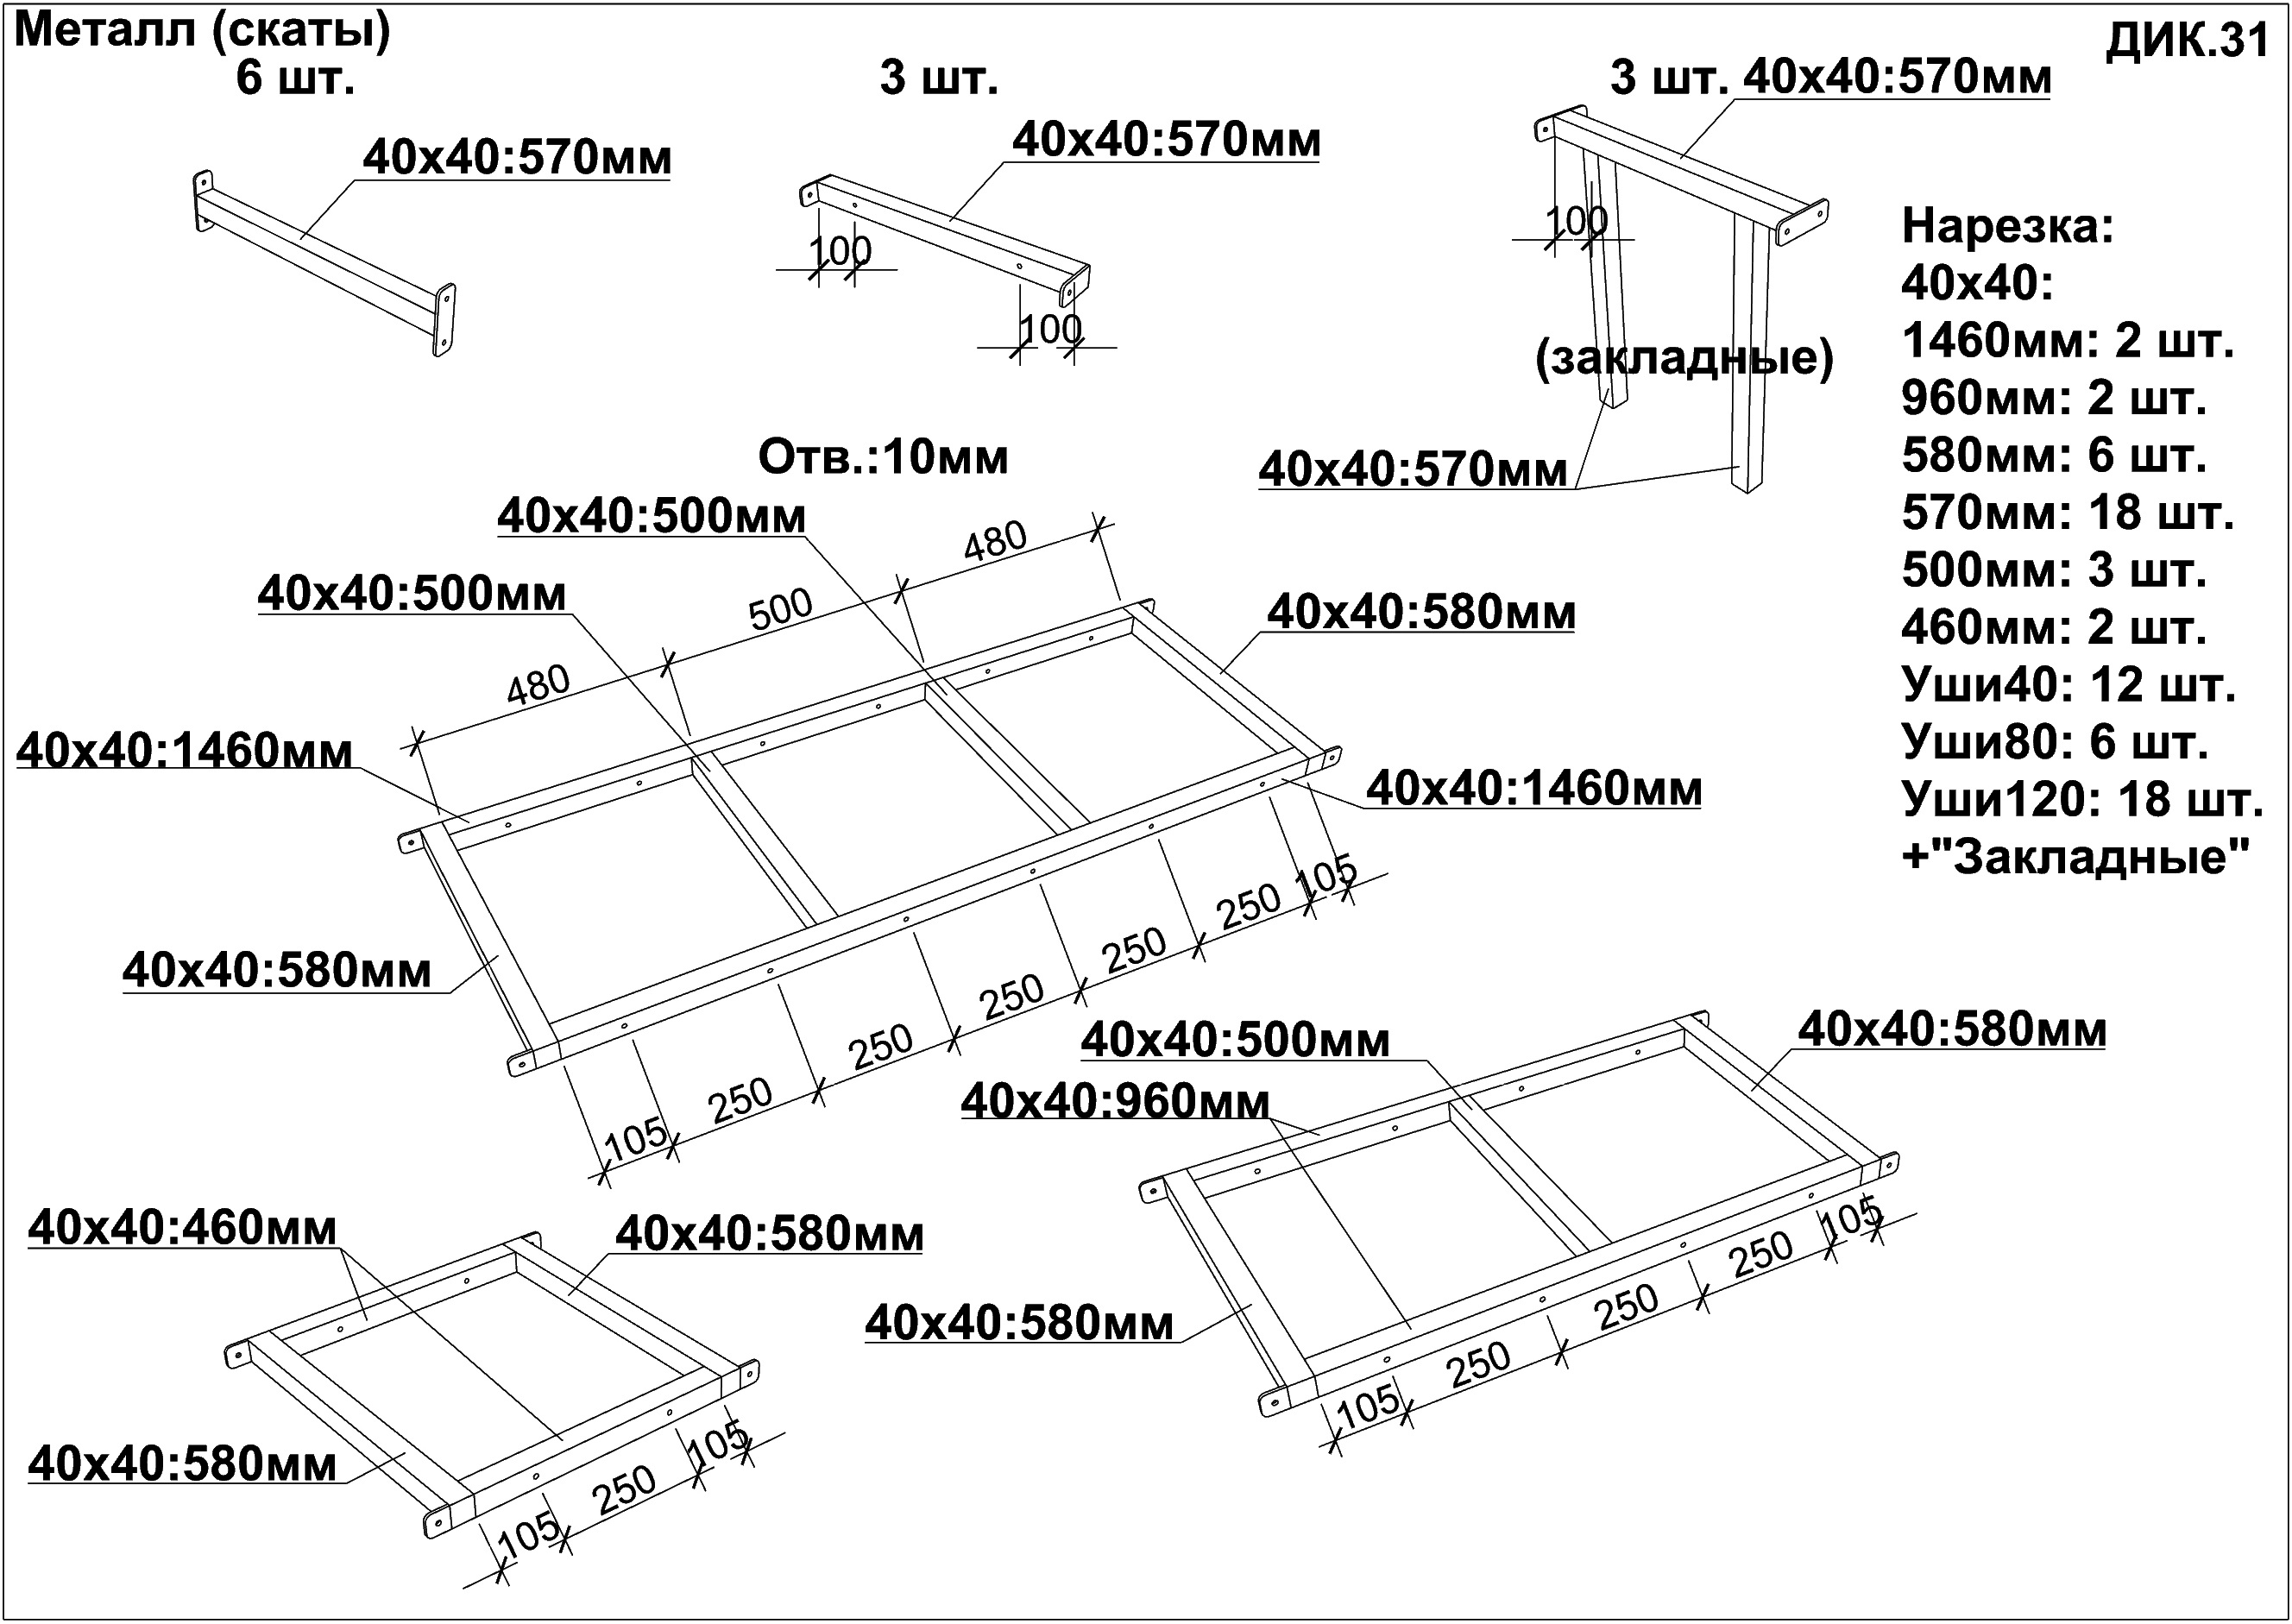 Металл (скаты)
6 шт.
3 шт.
3 шт. 40х40:570мм
ДИК.31
40х40:570мм
40х40:570мм
100
100
100
(закладные)
40х40:570мм
Нарезка:
40х40:
1460мм: 2 шт.
960мм: 2 шт.
580мм: 6 шт.
570мм: 18 шт.
500мм: 3 шт.
460мм: 2 шт.
Уши40: 12 шт.
Уши80: 6 шт.
Уши120: 18 шт.
+"Закладные"
Отв.:10мм
40х40:500мм
40х40:500мм
480
500
480
40х40:580мм
40х40:1460мм
40х40:1460мм
40х40:580мм
105
250
250
250
250
250
105
40х40:500мм
40х40:580мм
40х40:960мм
40х40:580мм
105
250
250
250
105
40х40:460мм
40х40:580мм
40х40:580мм
105
250
105